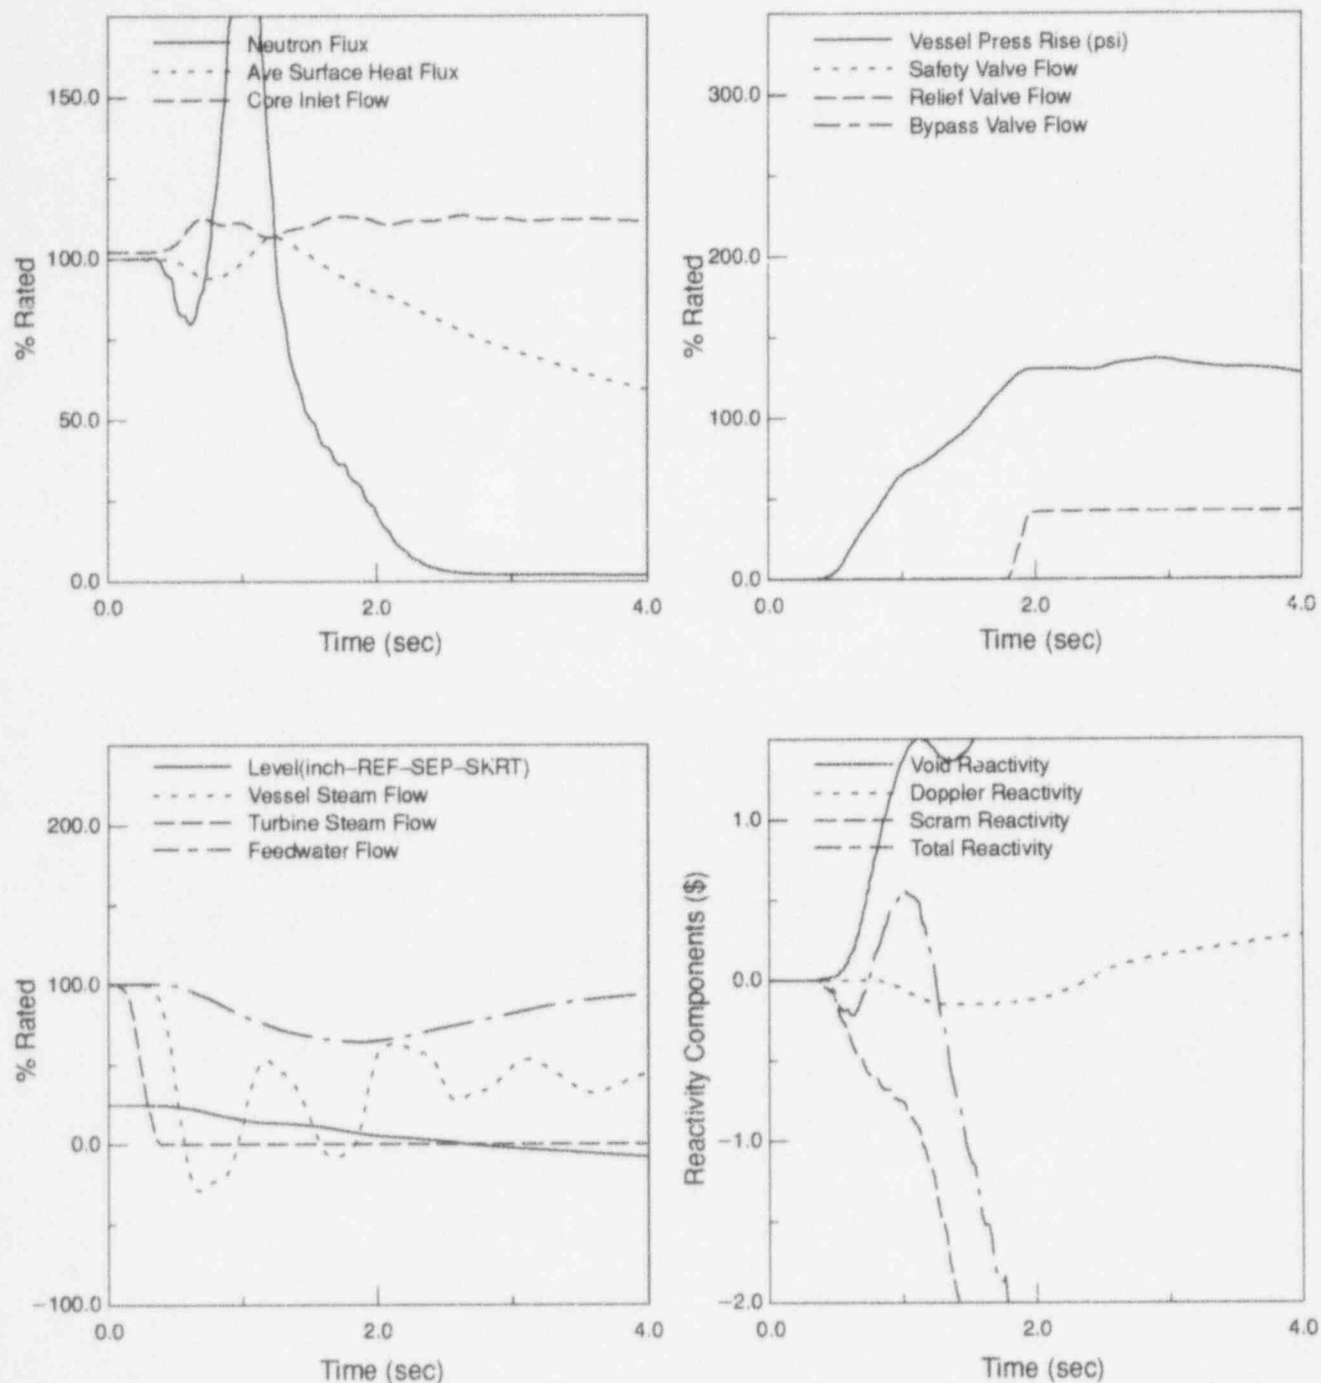 Neutron Flux
Ave Surface Heat Flux
Core Inlet Flow
150.0
100.0
50.0
0.0
% Rated
0.0
2.0
4.0
Time (sec)
Vessel Press Rise (psi)
Safety Valve Flow
Relief Valve Flow
Bypass Valve Flow
300.0
200.0
100.0
0.0
% Rated
0.0
2.0
4.0
Time (sec)
Level(inch-REF-SEP-SKRT)
Vessel Steam Flow
Turbine Steam Flow
Feedwater Flow
200.0
100.0
0.0
-100.0
% Rated
0.0
2.0
4.0
Time (sec)
Void Reactivity
Doppler Reactivity
Scram Reactivity
Total Reactivity
1.0
0.0
-1.0
-2.0
Reactivity Components ($)
0.0
2.0
4.0
Time (sec)